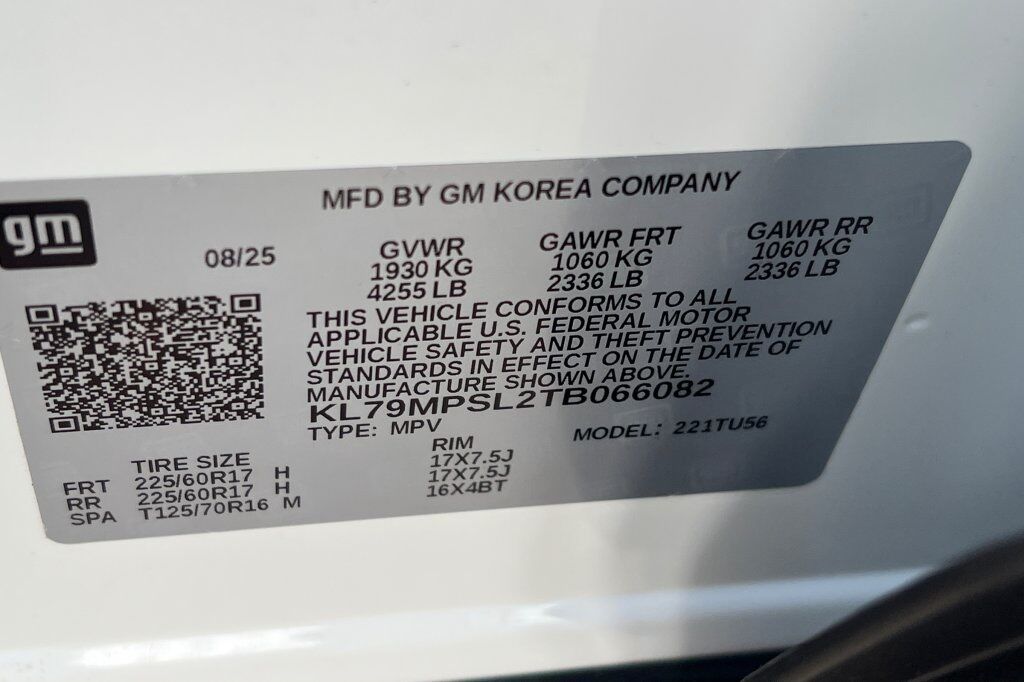 MFD BY GM KOREA COMPANY
gm
08/25
GVWR
1930 KG
4255 LB
GAWR FRT
1060 KG
2336 LB
GAWR RR
1060 KG
2336 LB
THIS VEHICLE CONFORMS TO ALL
APPLICABLE U.S. FEDERAL MOTOR
VEHICLE SAFETY AND THEFT PREVENTION
STANDARDS IN EFFECT ON THE DATE OF
MANUFACTURE SHOWN ABOVE.
KL79MPSL2TB066082
TYPE: MPV
MODEL: 221TU56
TIRE SIZE RIM
FRT 225/60R17 H 17X7.5J
RR 225/60R17 H 17X7.5J
SPA T125/70R16 M 16X4BT